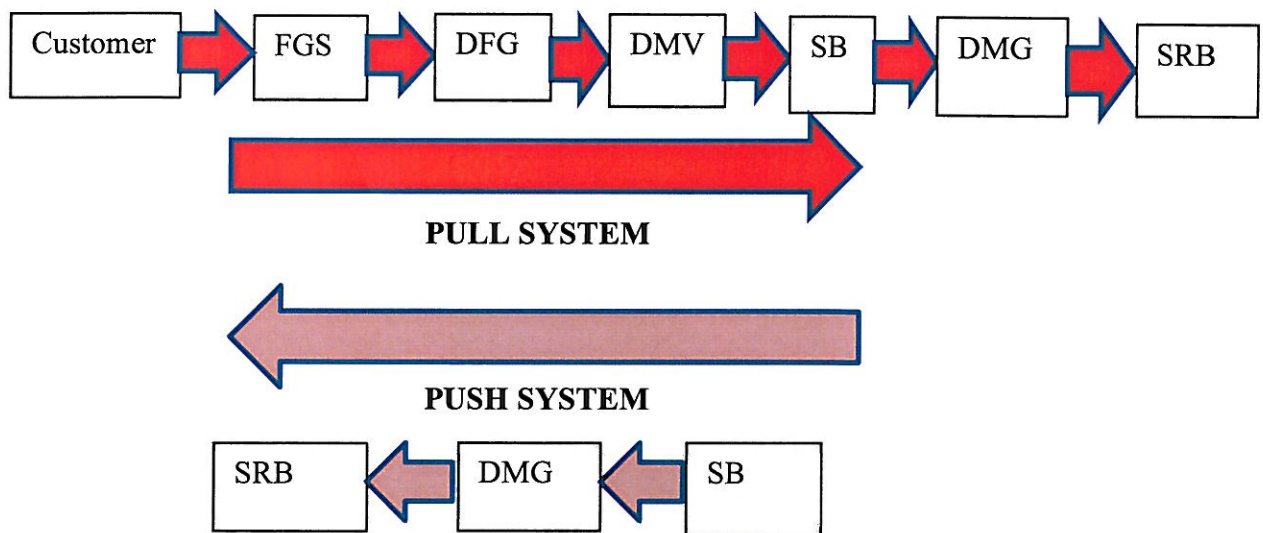 Customer FGS DFG DMV SB DMG SRB
PULL SYSTEM
PUSH SYSTEM
SRB DMG SB